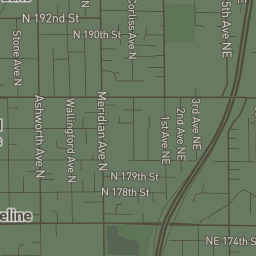 N 192nd St
N 190th St
Stone Ave N
Corliss Ave N
5th Ave NE
Ashworth Ave N
Wallingford Ave N
Meridian Ave N
1st Ave NE
2nd Ave NE
3rd Ave NE
N 179th St
N 178th St
eline
NE 174th St